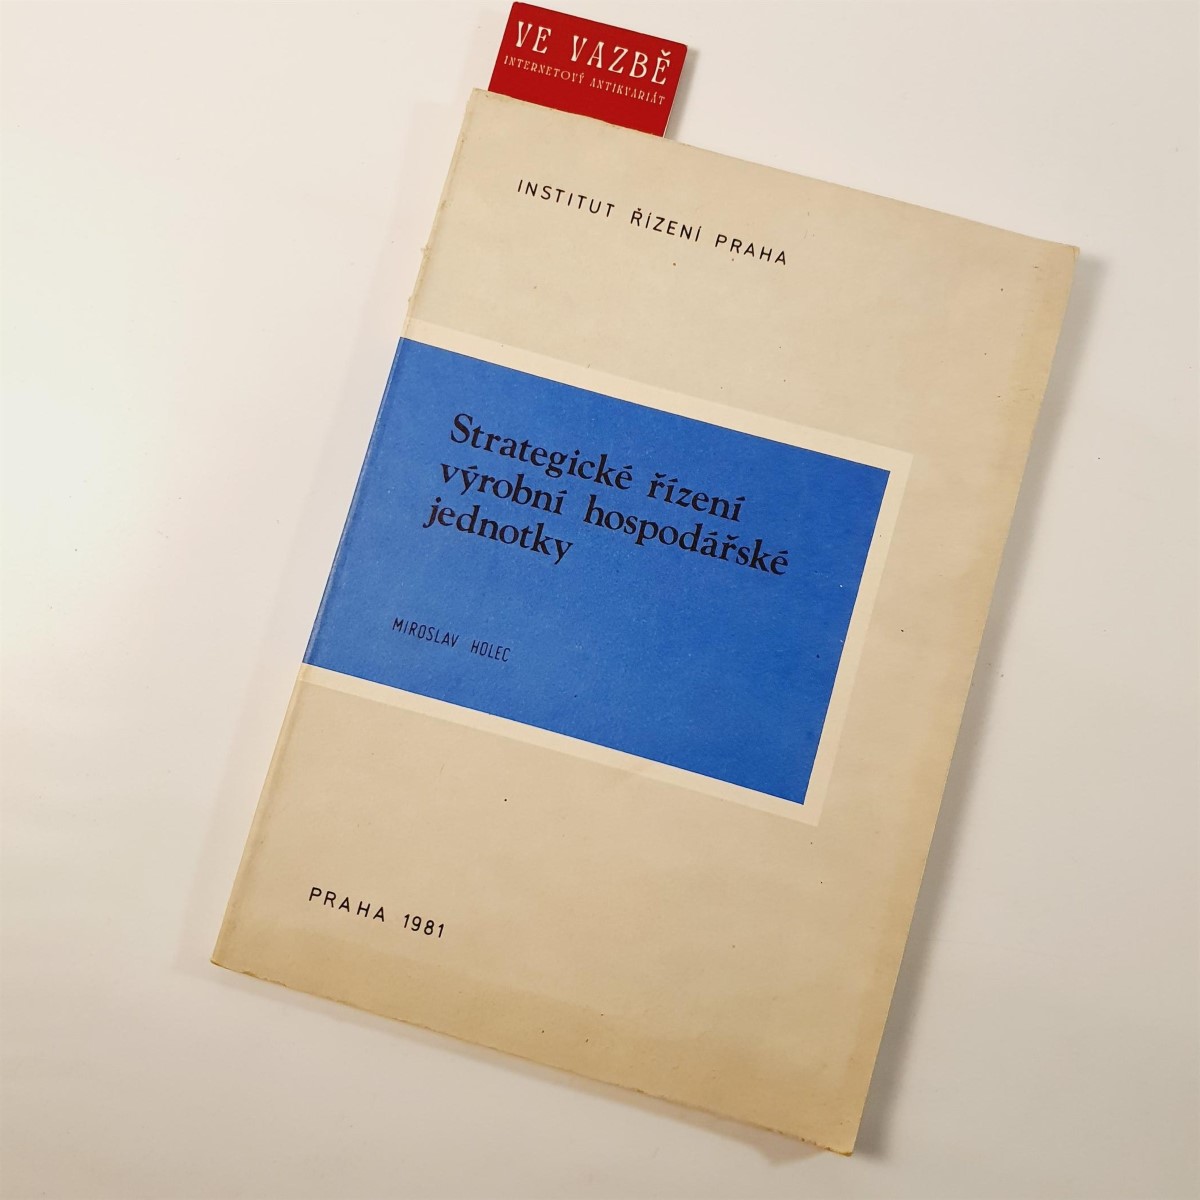 VE VAZBĚ
INTERNETOVÝ ANTIKVARIÁT
INSTITUT ŘÍZENÍ PRAHA
Strategické řízení
výrobní hospodářské
jednotky
MIROSLAV HOLEC
PRAHA 1981